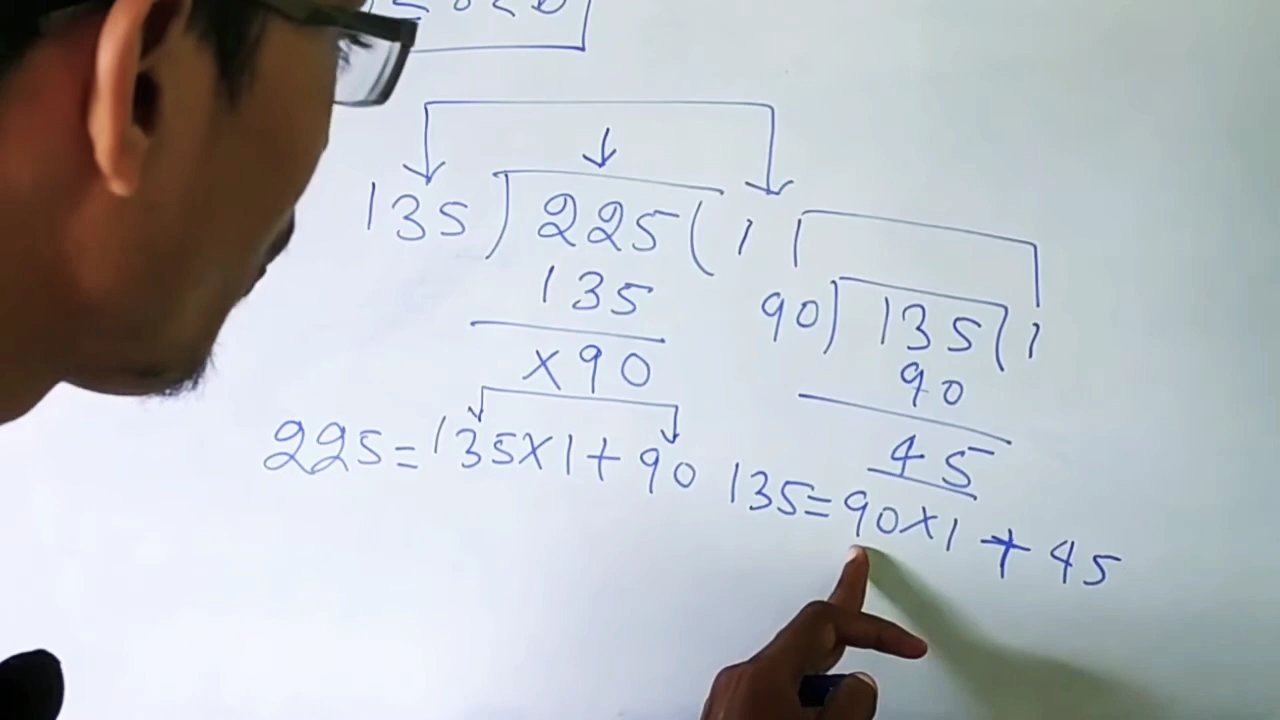 135) 225 ( 1
135
×90
225=135×1+90
90) 135 ( 1
90
45
135=90×1 + 45